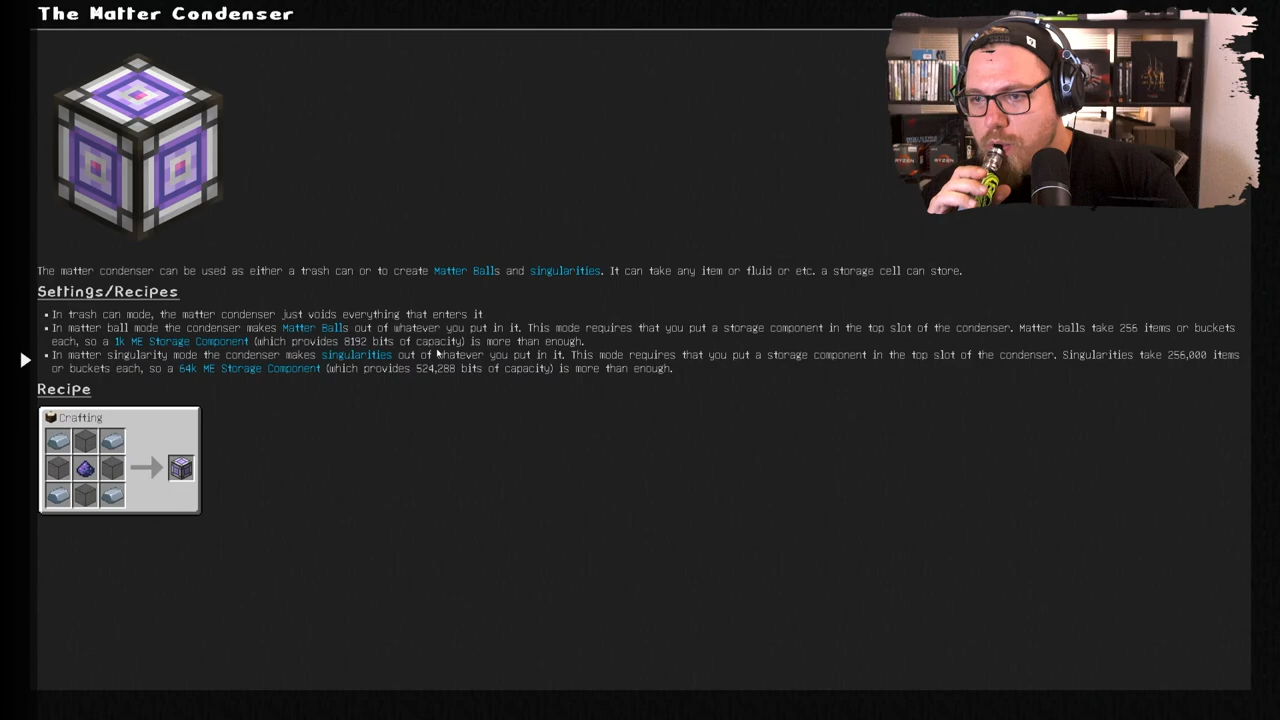 The Matter Condenser
RYZEN RYZEN
The matter condenser can be used as either a trash can or to create Matter Balls and singularities. It can take any item or fluid or etc. a storage cell can store.
Settings/Recipes
▪ In trash can mode, the matter condenser just voids everything that enters it
▪ In matter ball mode the condenser makes Matter Balls out of whatever you put in it. This mode requires that you put a storage component in the top slot of the condenser. Matter balls take 256 items or buckets
each, so a 1k ME Storage Component (which provides 8192 bits of capacity) is more than enough.
▪ In matter singularity mode the condenser makes singularities out of whatever you put in it. This mode requires that you put a storage component in the top slot of the condenser. Singularities take 256,000 items
or buckets each, so a 64k ME Storage Component (which provides 524,288 bits of capacity) is more than enough.
Recipe
Crafting